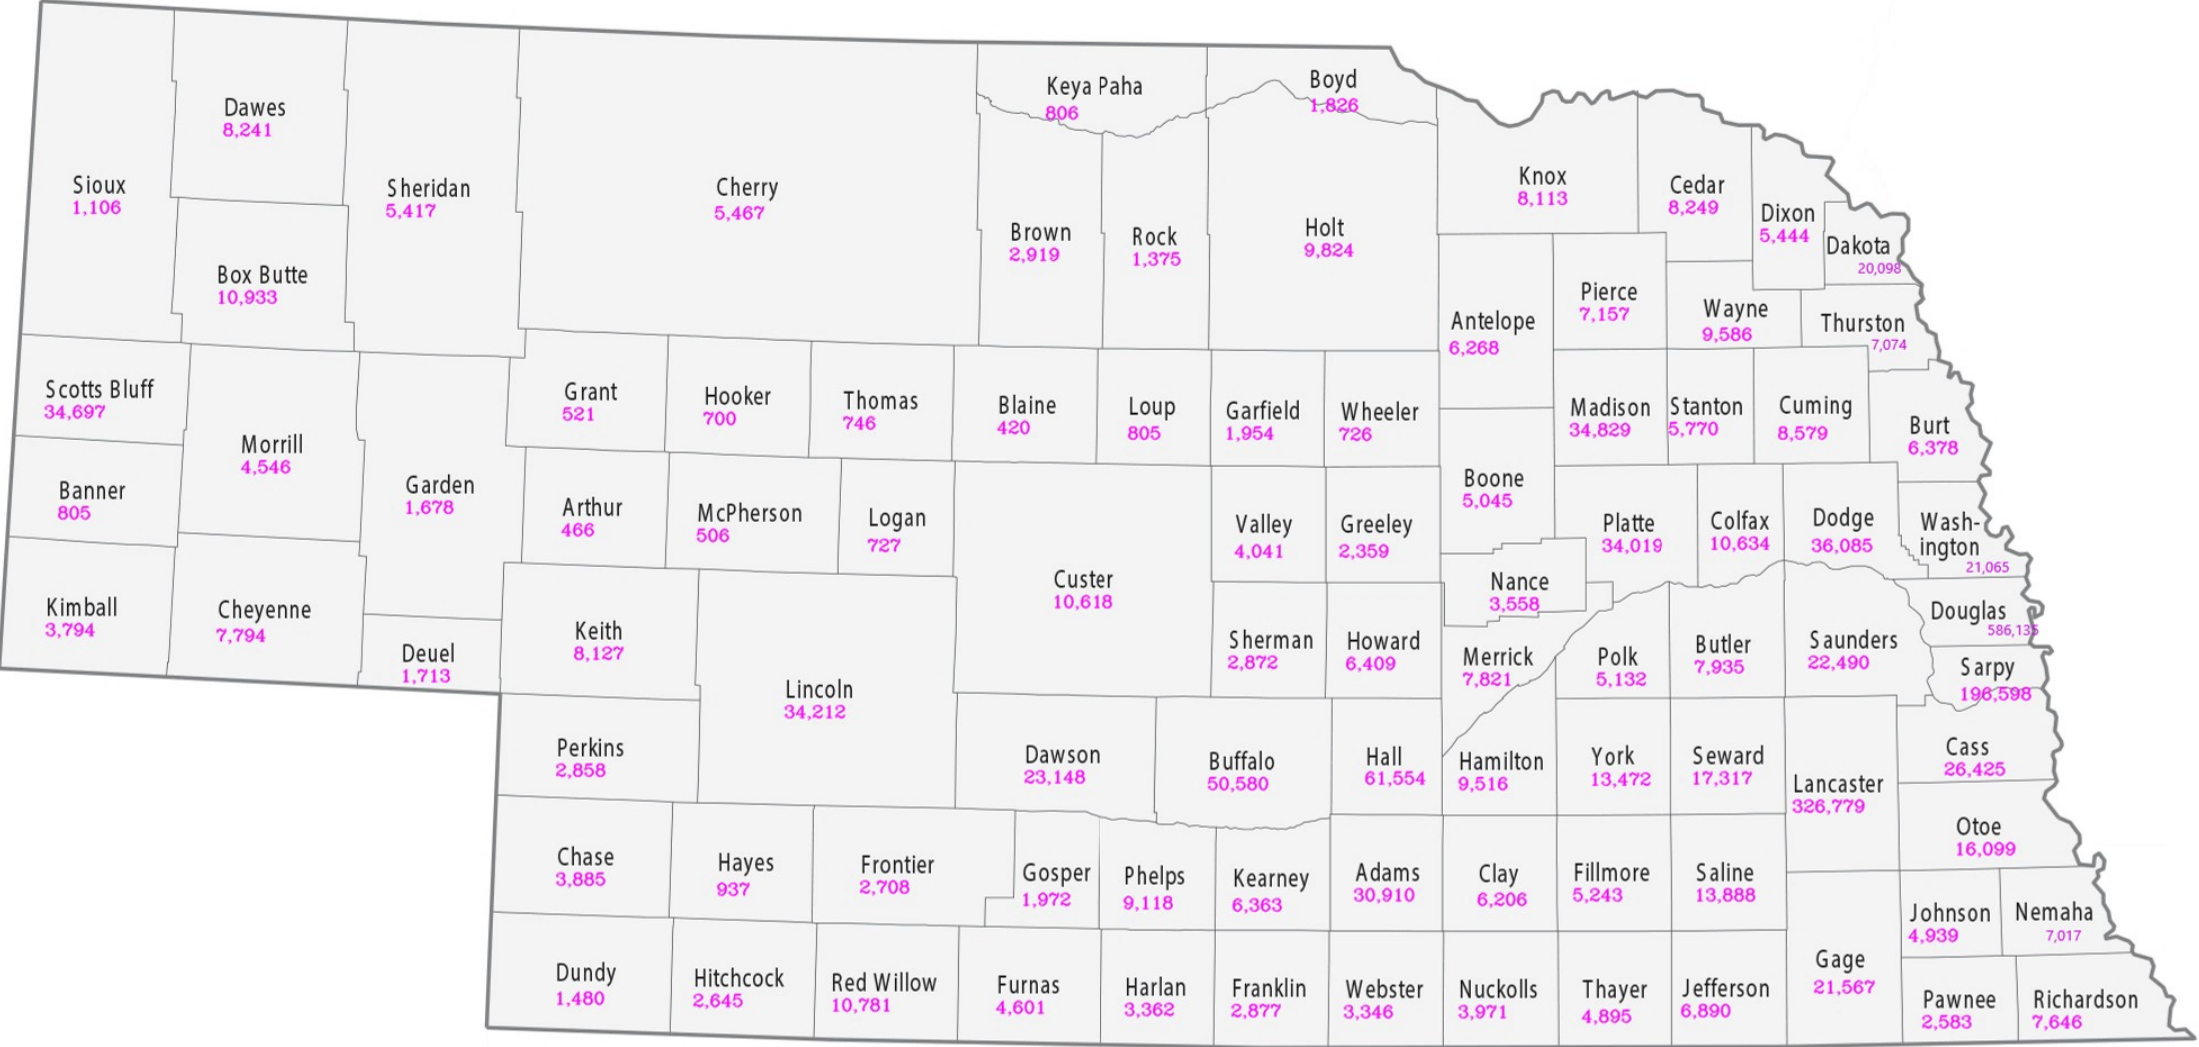 Dawes
8,241
Sioux
1,106
Box Butte
10,933
Sheridan
5,417
Cherry
5,467
Keya Paha
806
Boyd
1,826
Brown
2,919
Rock
1,375
Holt
9,824
Knox
8,113
Cedar
8,249
Dixon
5,444
Dakota
20,098
Antelope
6,268
Pierce
7,157
Wayne
9,586
Thurston
7,074
Scotts Bluff
34,697
Morrill
4,546
Banner
805
Garden
1,678
Kimball
3,794
Cheyenne
7,794
Deuel
1,713
Grant
521
Hooker
700
Thomas
746
Blaine
420
Loup
805
Garfield
1,954
Wheeler
726
Madison
34,829
Stanton
5,770
Cuming
8,579
Burt
6,378
Arthur
466
McPherson
506
Logan
727
Custer
10,618
Valley
4,041
Greeley
2,359
Boone
5,045
Platte
34,019
Colfax
10,634
Dodge
36,085
Wash-
ington
21,065
Keith
8,127
Lincoln
34,212
Sherman
2,872
Howard
6,409
Nance
3,558
Merrick
7,821
Polk
5,132
Butler
7,935
Saunders
22,490
Douglas
586,135
Sarpy
196,598
Perkins
2,858
Dawson
23,148
Buffalo
50,580
Hall
61,554
Hamilton
9,516
York
13,472
Seward
17,317
Lancaster
326,779
Cass
26,425
Otoe
16,099
Chase
3,885
Hayes
937
Frontier
2,708
Gosper
1,972
Phelps
9,118
Kearney
6,363
Adams
30,910
Clay
6,206
Fillmore
5,243
Saline
13,888
Johnson
4,939
Nemaha
7,017
Dundy
1,480
Hitchcock
2,645
Red Willow
10,781
Furnas
4,601
Harlan
3,362
Franklin
2,877
Webster
3,346
Nuckolls
3,971
Thayer
4,895
Jefferson
6,890
Gage
21,567
Pawnee
2,583
Richardson
7,646